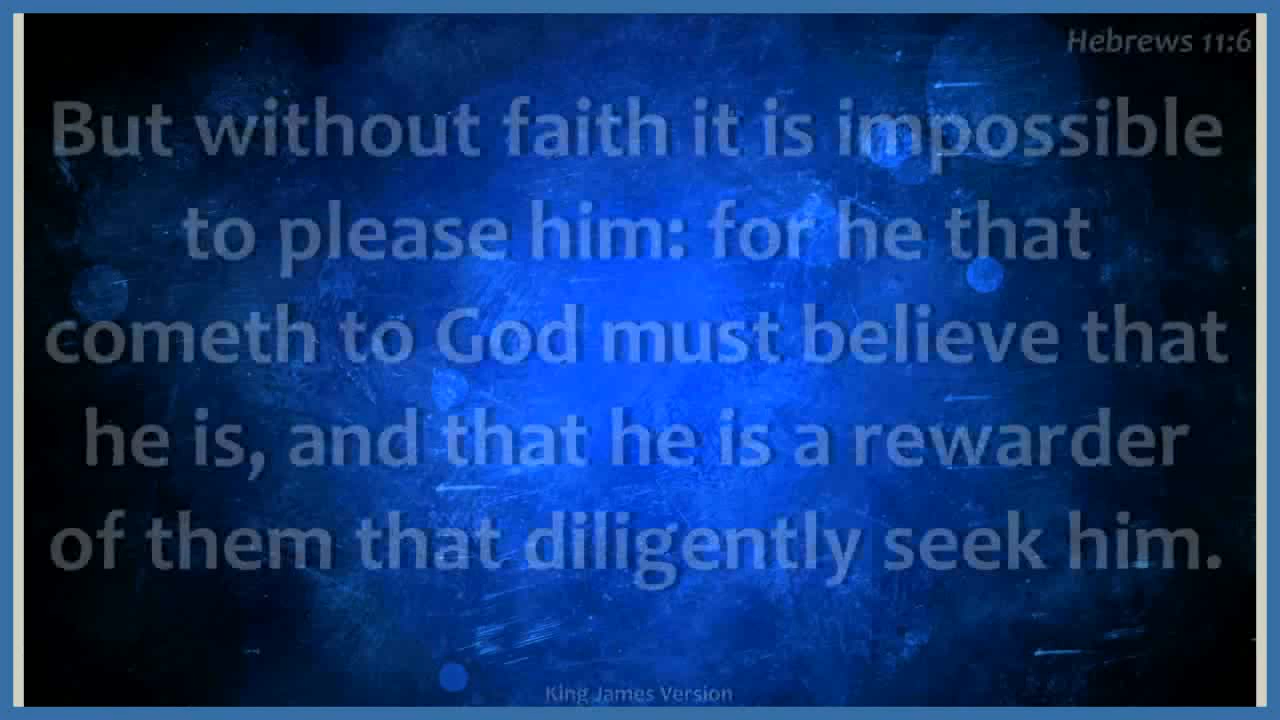 Hebrews 11:6
But without faith it is impossible
to please him: for he that
cometh to God must believe that
he is, and that he is a rewarder
of them that diligently seek him.
King James Version